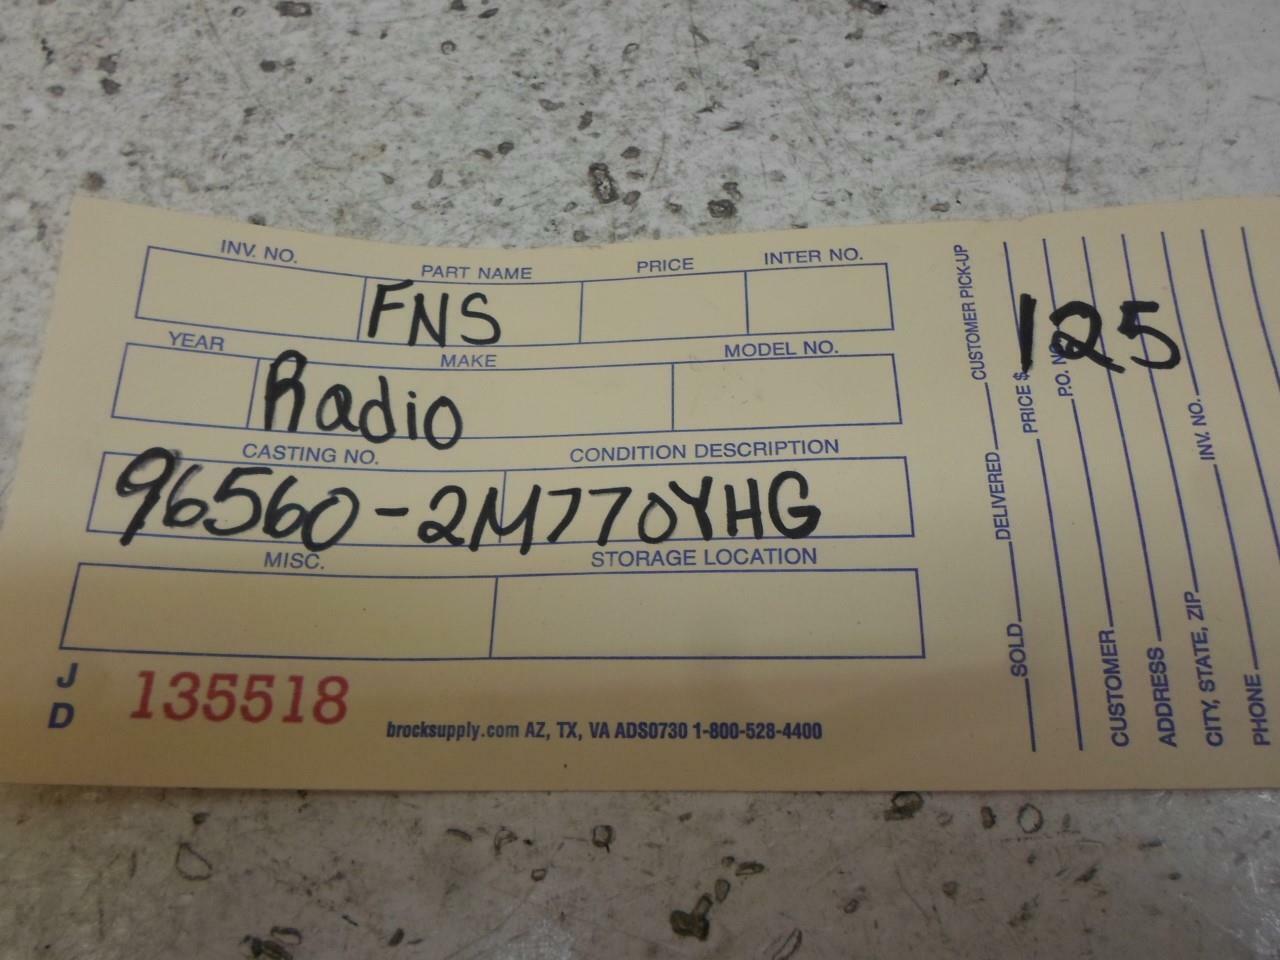 INV. NO. PART NAME PRICE INTER NO.
FNS
YEAR MAKE MODEL NO.
Radio
CASTING NO. CONDITION DESCRIPTION
96560-2M770YHG
MISC. STORAGE LOCATION
J
D
135518
brocksupply.com AZ, TX, VA ADS0730 1-800-528-4400
SOLD DELIVERED CUSTOMER PICK-UP
PRICE $
125
P.O.
CUSTOMER
ADDRESS
CITY, STATE, ZIP INV. NO.
PHONE